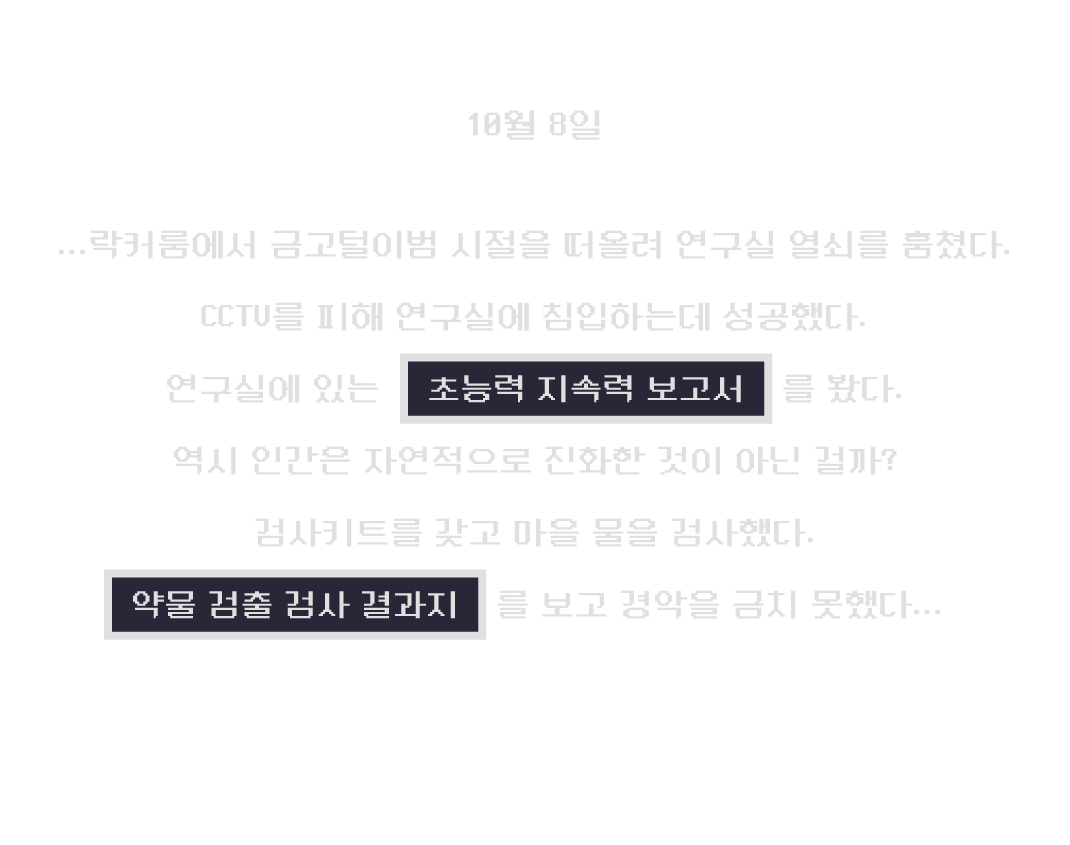 10월 8일
...락커룸에서 금고털이범 시절을 떠올려 연구실 열쇠를 훔쳤다.
CCTV를 피해 연구실에 침입하는데 성공했다.
연구실에 있는 초능력 지속력 보고서 를 봤다.
역시 인간은 자연적으로 진화한 것이 아닌 걸까?
검사키트를 갖고 마을 물을 검사했다.
약물 검출 검사 결과지 를 보고 경악을 금치 못했다...